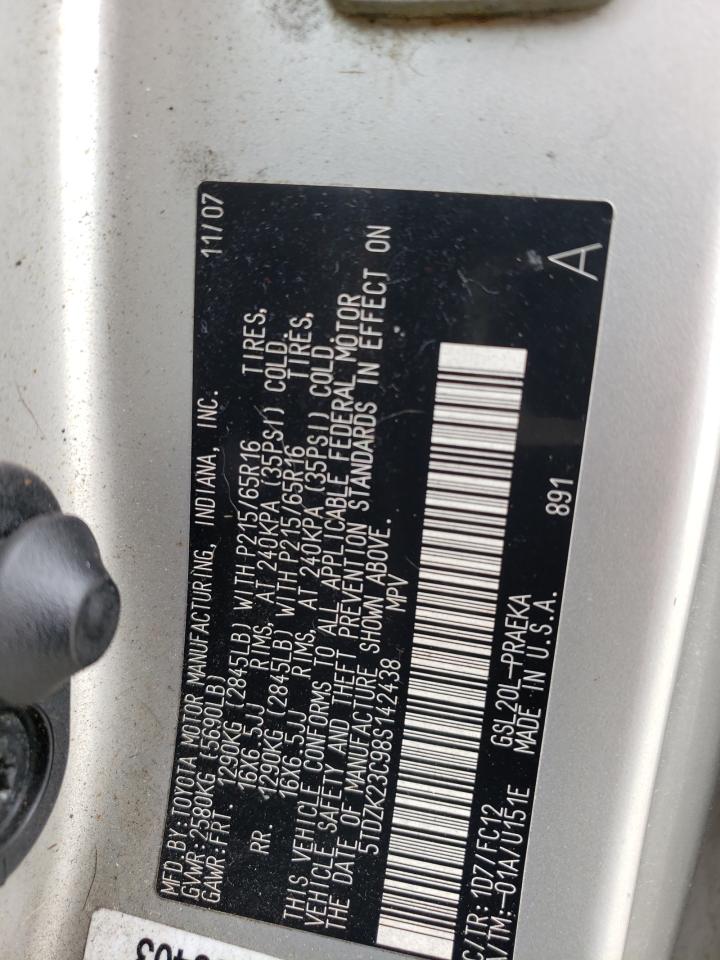 MFD.BY:TOYOTA MOTOR MANUFACTURING, INDIANA, INC. 11/07
GVWR:2580KG (5690LB)
GAWR:FRT. 1290KG (2845LB) WITH P215/65R16 TIRES,
16X6.5JJ RIMS, AT 240KPA (35PSI) COLD.
RR. 1290KG (2845LB) WITH P215/65R16 TIRES,
16X6.5JJ RIMS, AT 240KPA (35PSI) COLD.
THIS VEHICLE CONFORMS TO ALL APPLICABLE FEDERAL MOTOR
VEHICLE SAFETY AND THEFT PREVENTION STANDARDS IN EFFECT ON
THE DATE OF MANUFACTURE SHOWN ABOVE.
5TDZK23C98S142438 MPV
C/TR:1D7/FC12 GSL20L-PRAEKA 891 A
A/TM:-01A/U151E MADE IN U.S.A.